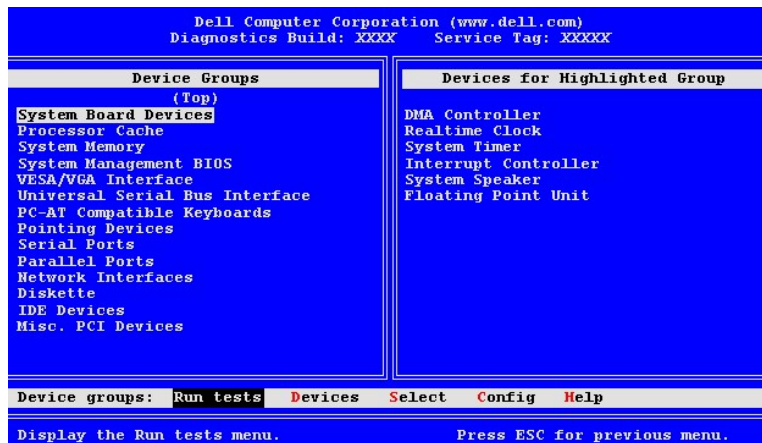 Dell Computer Corporation (www.dell.com)
Diagnostics Build: XXXX Service Tag: XXXXX
Device Groups
(Top)
System Board Devices
Processor Cache
System Memory
System Management BIOS
VESA/VGA Interface
Universal Serial Bus Interface
PC-AT Compatible Keyboards
Pointing Devices
Serial Ports
Parallel Ports
Network Interfaces
Diskette
IDE Devices
Misc. PCI Devices
Devices for Highlighted Group
DMA Controller
Realtime Clock
System Timer
Interrupt Controller
System Speaker
Floating Point Unit
Device groups: Run tests Devices Select Config Help
Display the Run tests menu. Press ESC for previous menu.